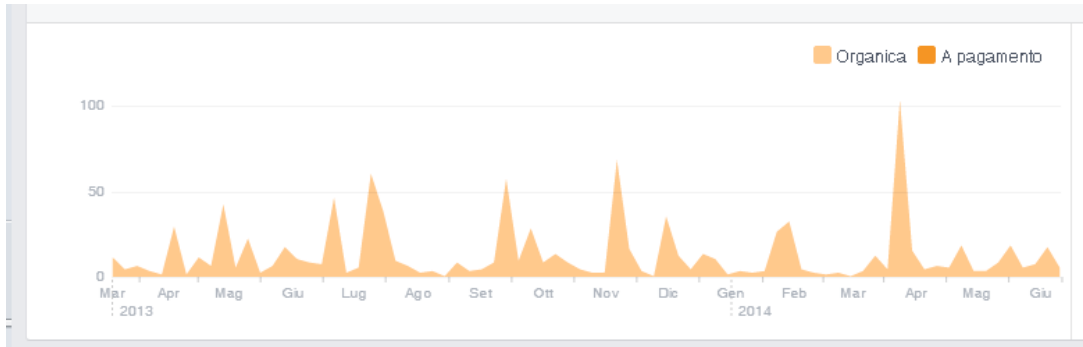 Organica A pagamento
100
50
0
Mar Apr Mag Giu Lug Ago Set Ott Nov Dic Gen Feb Mar Apr Mag Giu
2013 2014